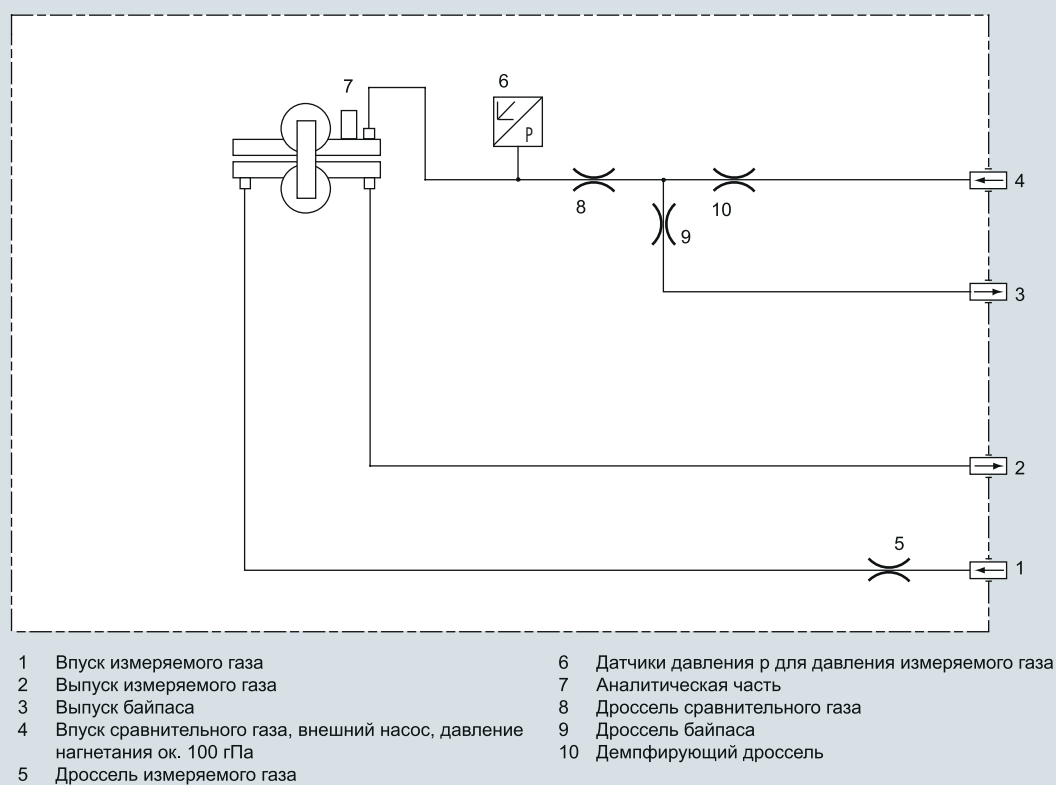 7
6
P
4
8
10
9
3
2
5
1
1 Впуск измеряемого газа
2 Выпуск измеряемого газа
3 Выпуск байпаса
4 Впуск сравнительного газа, внешний насос, давление
нагнетания ок. 100 гПа
5 Дроссель измеряемого газа
6 Датчики давления p для давления измеряемого газа
7 Аналитическая часть
8 Дроссель сравнительного газа
9 Дроссель байпаса
10 Демпфирующий дроссель